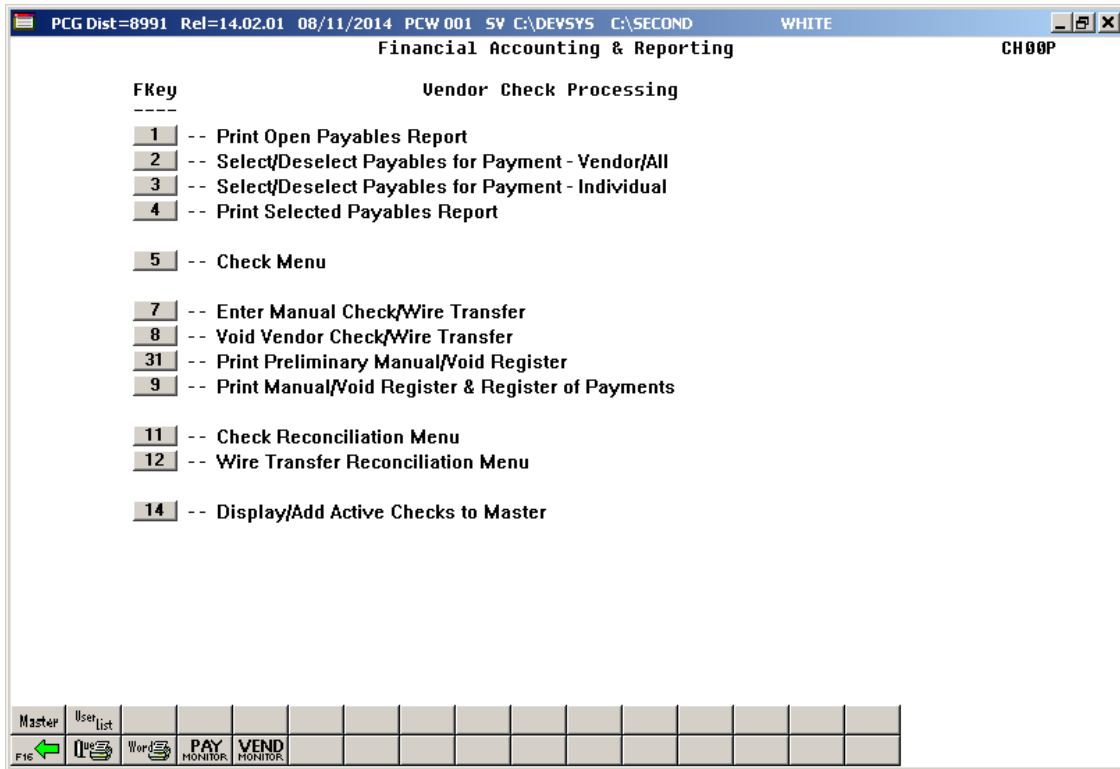 PCG Dist=8991 Rel=14.02.01 08/11/2014 PCW 001 SV C:\DEVSYS C:\SECOND WHITE
Financial Accounting & Reporting CH00P
FKey Vendor Check Processing
----
1 -- Print Open Payables Report
2 -- Select/Deselect Payables for Payment - Vendor/All
3 -- Select/Deselect Payables for Payment - Individual
4 -- Print Selected Payables Report
5 -- Check Menu
7 -- Enter Manual Check/Wire Transfer
8 -- Void Vendor Check/Wire Transfer
31 -- Print Preliminary Manual/Void Register
9 -- Print Manual/Void Register & Register of Payments
11 -- Check Reconciliation Menu
12 -- Wire Transfer Reconciliation Menu
14 -- Display/Add Active Checks to Master
Master User List
F16 Que Word PAY MONITOR VEND MONITOR